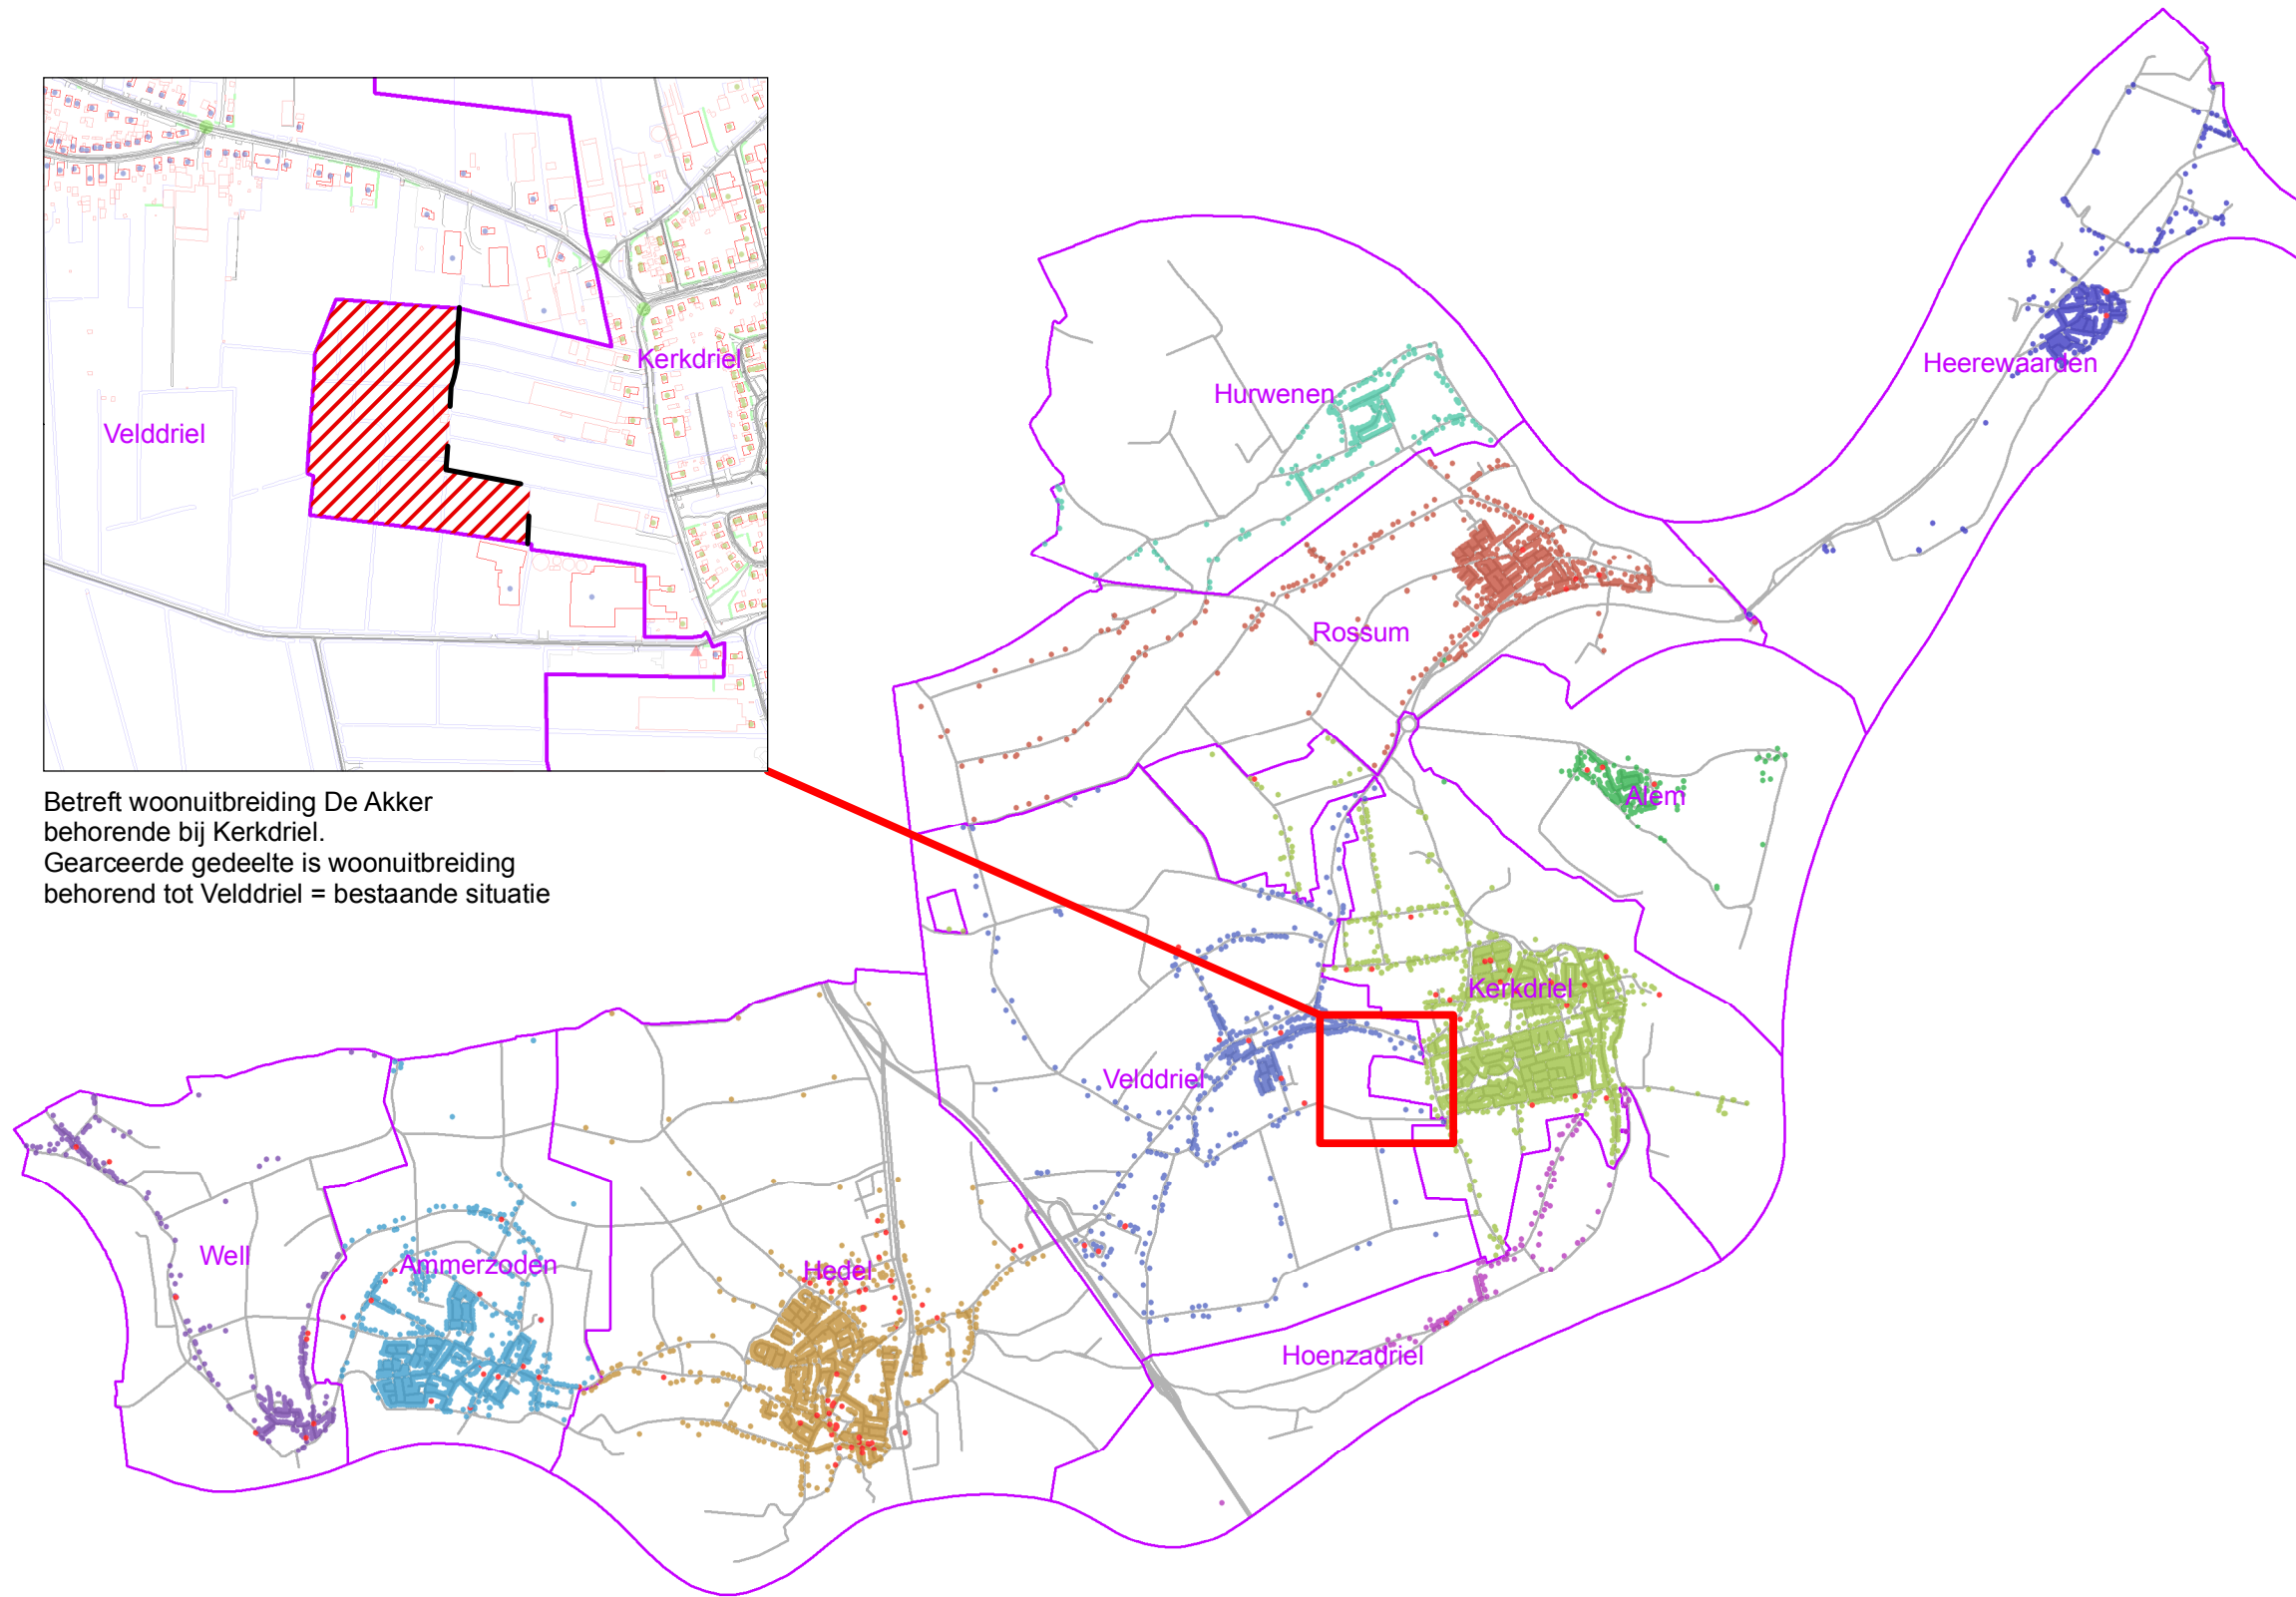 Kerkdriel
Velddriel
Betreft woonuitbreiding De Akker
behorende bij Kerkdriel.
Gearceerde gedeelte is woonuitbreiding
behorend tot Velddriel = bestaande situatie
Heerewaarden
Hurwenen
Rossum
Alem
Kerkdriel
Velddriel
Well
Ammerzoden
Hedel
Hoenzadriel